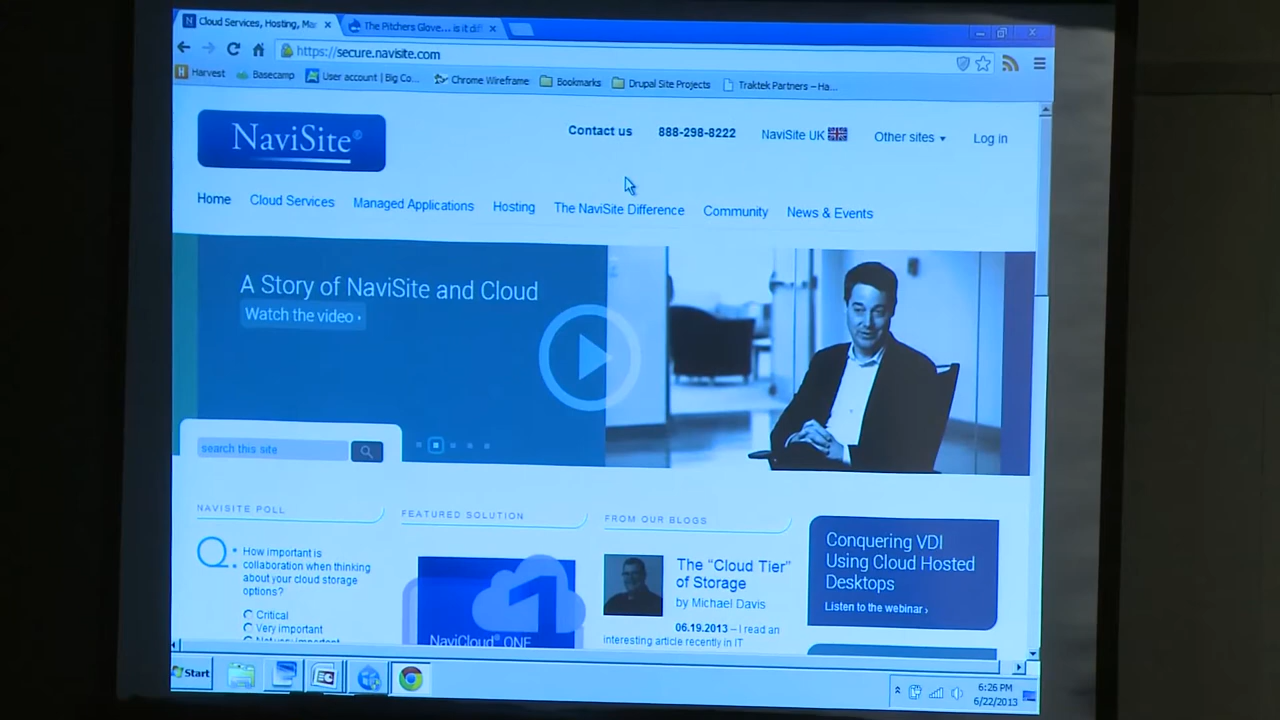 Cloud Services, Hosting, Ma
The Pitchers Glove... is it di
https://secure.navisite.com
Harvest
Basecamp
User account | Big Co...
Chrome Wireframe
Bookmarks
Drupal Site Projects
Traktek Partners – Ha...
NaviSite®
Contact us
888-298-8222
NaviSite UK
Other sites
Log in
Home
Cloud Services
Managed Applications
Hosting
The NaviSite Difference
Community
News & Events
A Story of NaviSite and Cloud
Watch the video ›
search this site
NAVISITE POLL
Q:
How important is
collaboration when thinking
about your cloud storage
options?
Critical
Very important
FEATURED SOLUTION
1
NaviCloud® ONE
FROM OUR BLOGS
The “Cloud Tier”
of Storage
by Michael Davis
06.19.2013 – I read an
interesting article recently in IT
Conquering VDI
Using Cloud Hosted
Desktops
Listen to the webinar ›
Start
6:26 PM
6/22/2013